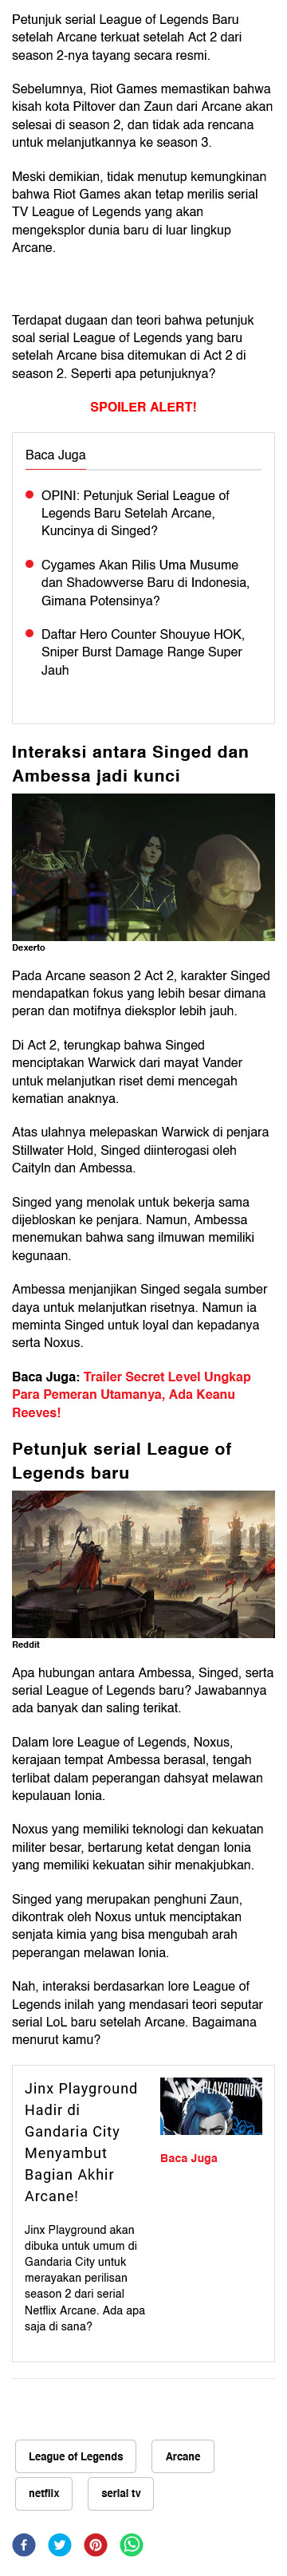 Petunjuk serial League of Legends Baru
setelah Arcane terkuat setelah Act 2 dari
season 2-nya tayang secara resmi.
Sebelumnya, Riot Games memastikan bahwa
kisah kota Piltover dan Zaun dari Arcane akan
selesai di season 2, dan tidak ada rencana
untuk melanjutkannya ke season 3.
Meski demikian, tidak menutup kemungkinan
bahwa Riot Games akan tetap merilis serial
TV League of Legends yang akan
mengeksplor dunia baru di luar lingkup
Arcane.
Terdapat dugaan dan teori bahwa petunjuk
soal serial League of Legends yang baru
setelah Arcane bisa ditemukan di Act 2 di
season 2. Seperti apa petunjuknya?
SPOILER ALERT!
Baca Juga
OPINI: Petunjuk Serial League of
Legends Baru Setelah Arcane,
Kuncinya di Singed?
Cygames Akan Rilis Uma Musume
dan Shadowverse Baru di Indonesia,
Gimana Potensinya?
Daftar Hero Counter Shouyue HOK,
Sniper Burst Damage Range Super
Jauh
Interaksi antara Singed dan
Ambessa jadi kunci
Dexerto
Pada Arcane season 2 Act 2, karakter Singed
mendapatkan fokus yang lebih besar dimana
peran dan motifnya dieksplor lebih jauh.
Di Act 2, terungkap bahwa Singed
menciptakan Warwick dari mayat Vander
untuk melanjutkan riset demi mencegah
kematian anaknya.
Atas ulahnya melepaskan Warwick di penjara
Stillwater Hold, Singed diinterogasi oleh
Caityln dan Ambessa.
Singed yang menolak untuk bekerja sama
dijebloskan ke penjara. Namun, Ambessa
menemukan bahwa sang ilmuwan memiliki
kegunaan.
Ambessa menjanjikan Singed segala sumber
daya untuk melanjutkan risetnya. Namun ia
meminta Singed untuk loyal dan kepadanya
serta Noxus.
Baca Juga: Trailer Secret Level Ungkap
Para Pemeran Utamanya, Ada Keanu
Reeves!
Petunjuk serial League of
Legends baru
Reddit
Apa hubungan antara Ambessa, Singed, serta
serial League of Legends baru? Jawabannya
ada banyak dan saling terikat.
Dalam lore League of Legends, Noxus,
kerajaan tempat Ambessa berasal, tengah
terlibat dalam peperangan dahsyat melawan
kepulauan Ionia.
Noxus yang memiliki teknologi dan kekuatan
militer besar, bertarung ketat dengan Ionia
yang memiliki kekuatan sihir menakjubkan.
Singed yang merupakan penghuni Zaun,
dikontrak oleh Noxus untuk menciptakan
senjata kimia yang bisa mengubah arah
peperangan melawan Ionia.
Nah, interaksi berdasarkan lore League of
Legends inilah yang mendasari teori seputar
serial LoL baru setelah Arcane. Bagaimana
menurut kamu?
Jinx Playground
Hadir di
Gandaria City
Menyambut
Bagian Akhir
Arcane!
Jinx Playground akan
dibuka untuk umum di
Gandaria City untuk
merayakan perilisan
season 2 dari serial
Netflix Arcane. Ada apa
saja di sana?
Jinx PLAYGROUND
Baca Juga
League of Legends
Arcane
netflix
serial tv